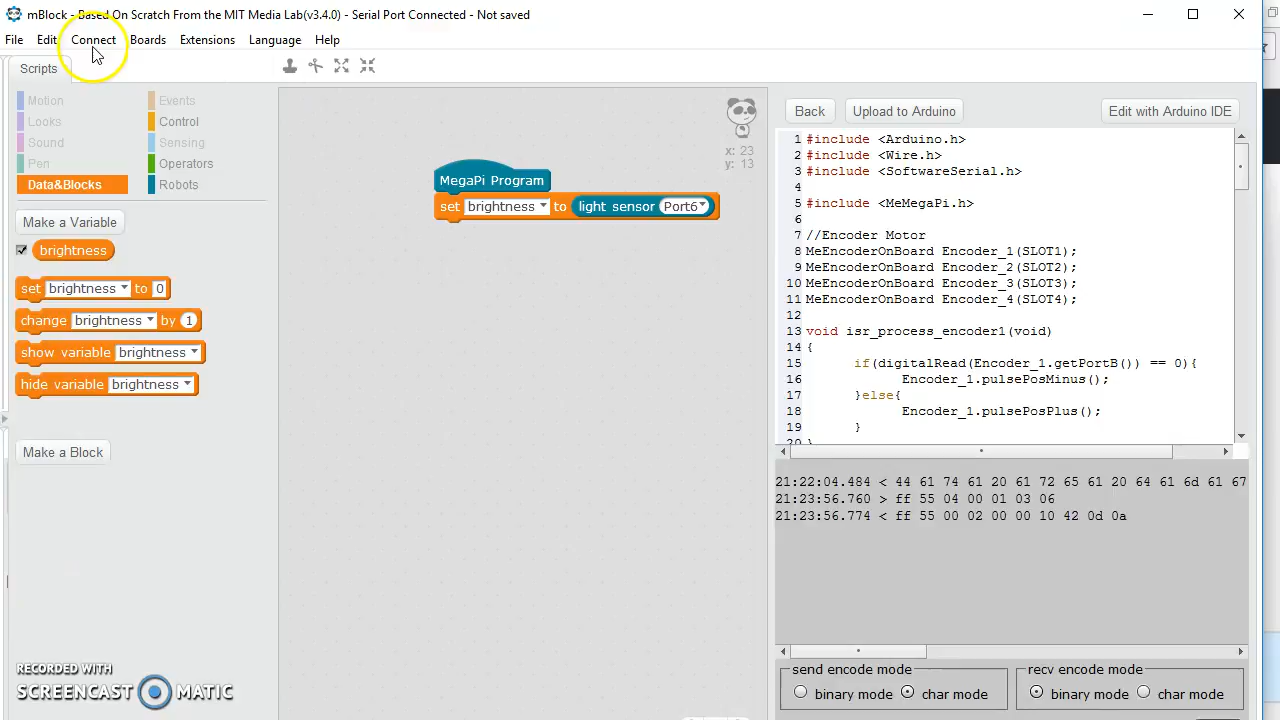 mBlock - Based On Scratch From the MIT Media Lab(v3.4.0) - Serial Port Connected - Not saved
File Edit Connect Boards Extensions Language Help
Scripts
Motion
Looks
Sound
Pen
Data&Blocks
Events
Control
Sensing
Operators
Robots
Make a Variable
brightness
set brightness to 0
change brightness by 1
show variable brightness
hide variable brightness
Make a Block
RECORDED WITH
SCREENCAST MATIC
MegaPi Program
set brightness to light sensor Port6
x: 23
y: 13
Back
Upload to Arduino
Edit with Arduino IDE
1 #include <Arduino.h>
2 #include <Wire.h>
3 #include <SoftwareSerial.h>
4
5 #include <MeMegaPi.h>
6
7 //Encoder Motor
8 MeEncoderOnBoard Encoder_1(SLOT1);
9 MeEncoderOnBoard Encoder_2(SLOT2);
10 MeEncoderOnBoard Encoder_3(SLOT3);
11 MeEncoderOnBoard Encoder_4(SLOT4);
12
13 void isr_process_encoder1(void)
14 {
15 if(digitalRead(Encoder_1.getPortB()) == 0){
16 Encoder_1.pulsePosMinus();
17 }else{
18 Encoder_1.pulsePosPlus();
19 }
20 }
21:22:04.484 < 44 61 74 61 20 61 72 65 61 20 64 61 6d 61 67
21:23:56.760 > ff 55 04 00 01 03 06
21:23:56.774 < ff 55 00 02 00 00 10 42 0d 0a
send encode mode
binary mode char mode
recv encode mode
binary mode char mode